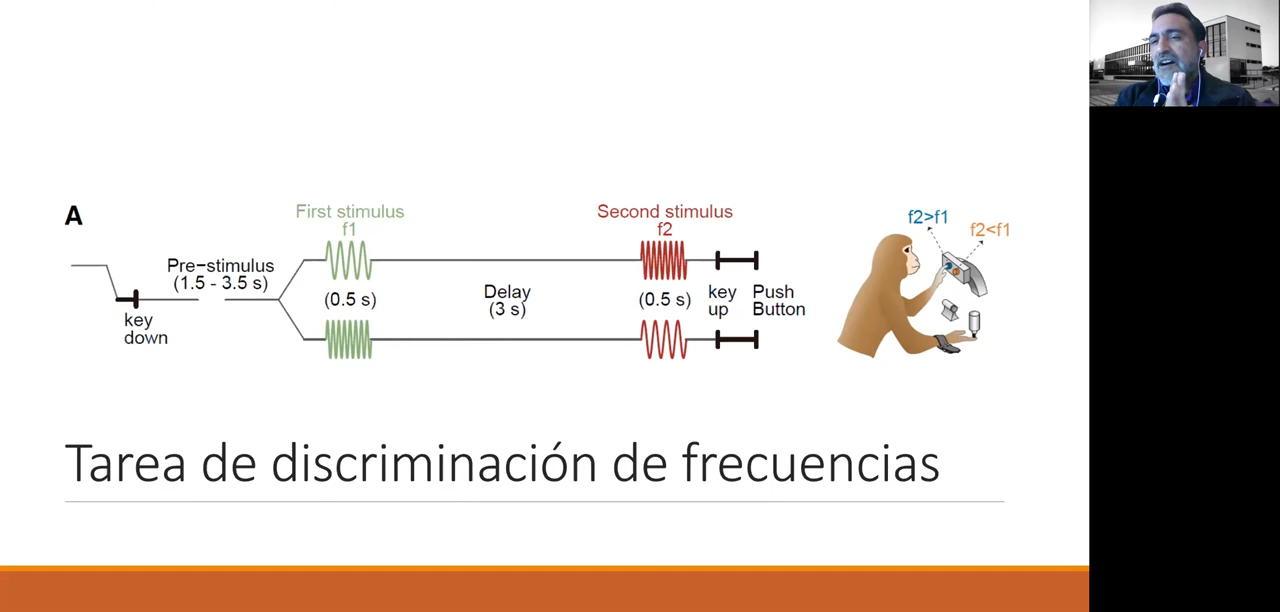 A
First stimulus
f1
Second stimulus
f2
f2>f1
f2<f1
Pre−stimulus
(1.5 - 3.5 s)
(0.5 s)
Delay
(3 s)
(0.5 s)
key
up
Push
Button
key
down
Tarea de discriminación de frecuencias